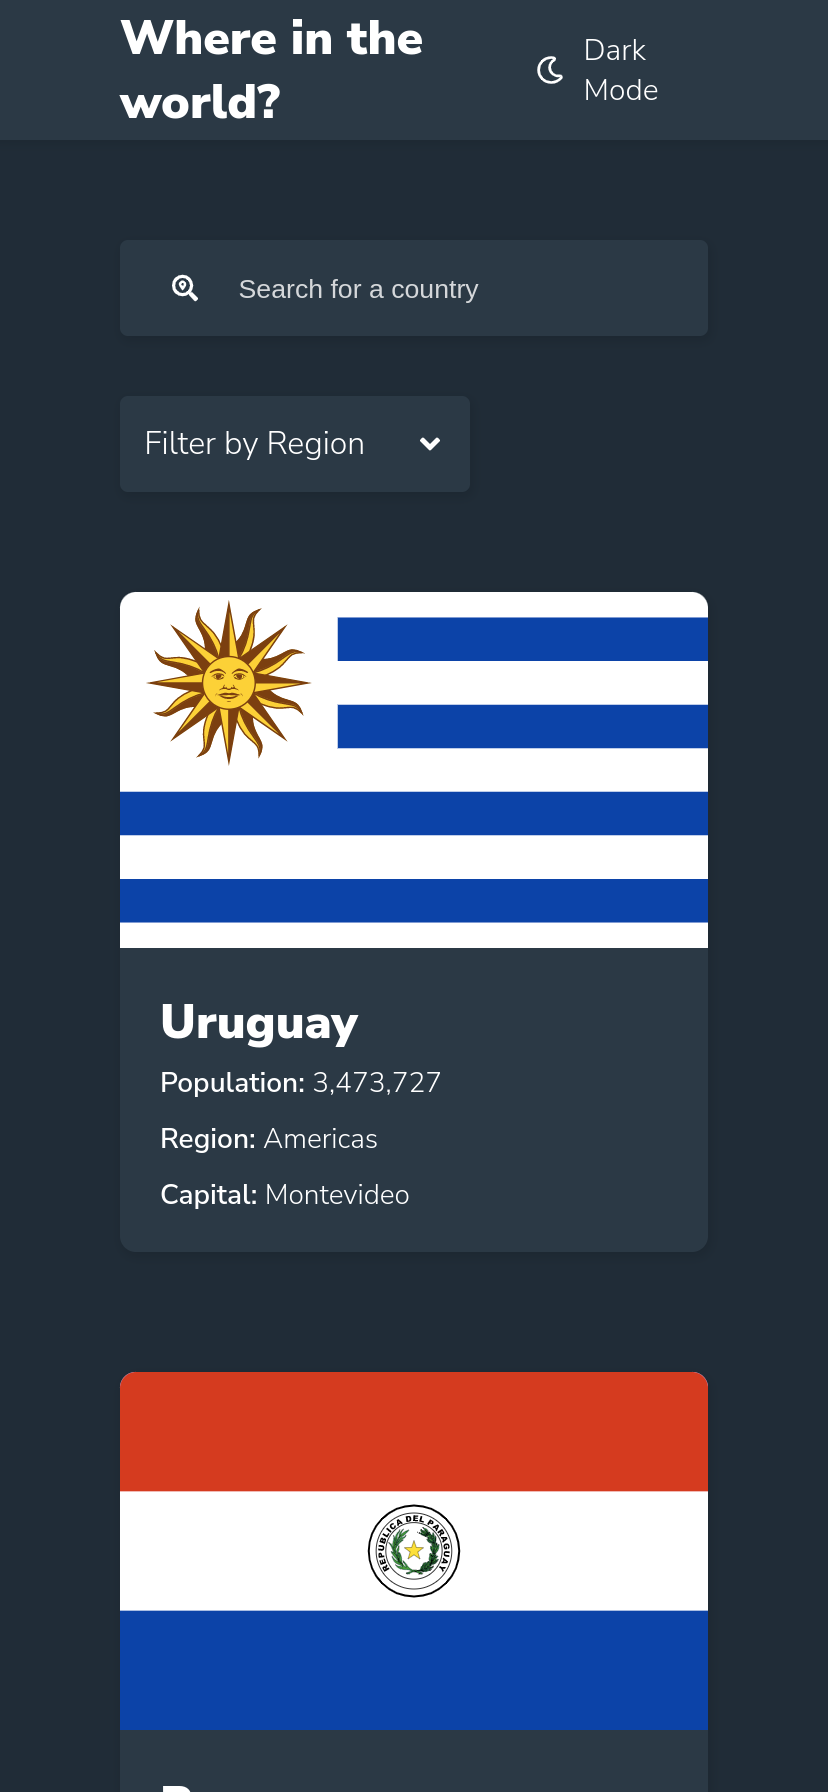 Where in the
world?
Dark
Mode
Search for a country
Filter by Region
Uruguay
Population: 3,473,727
Region: Americas
Capital: Montevideo
REPUBLICA DEL PARAGUAY